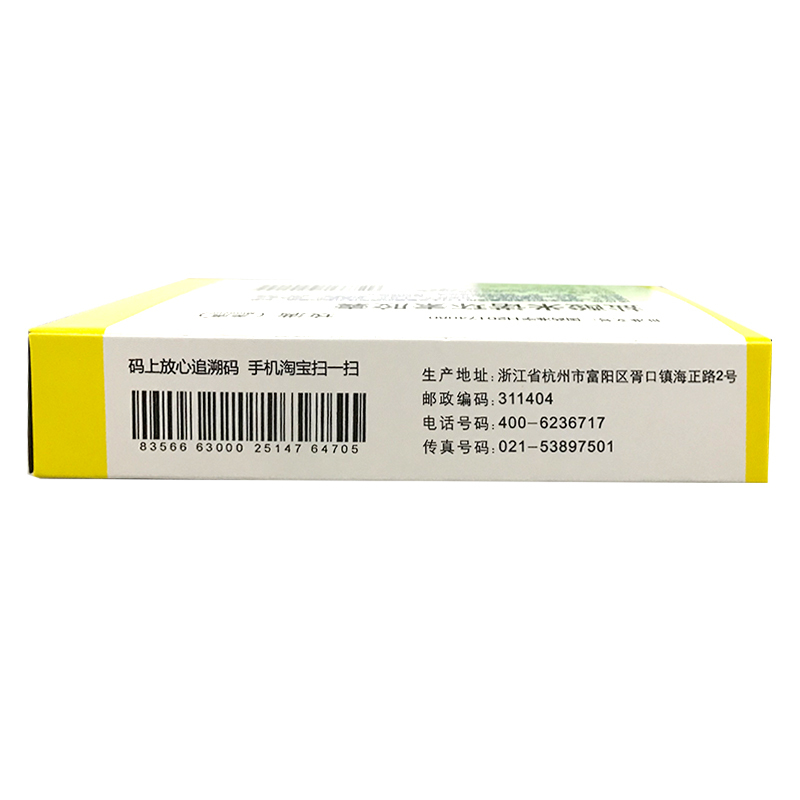 码上放心追溯码 手机淘宝扫一扫
83566 63000 25147 64705
生产地址:浙江省杭州市富阳区胥口镇海正路2号
邮政编码:311404
电话号码:400-6236717
传真号码:021-53897501